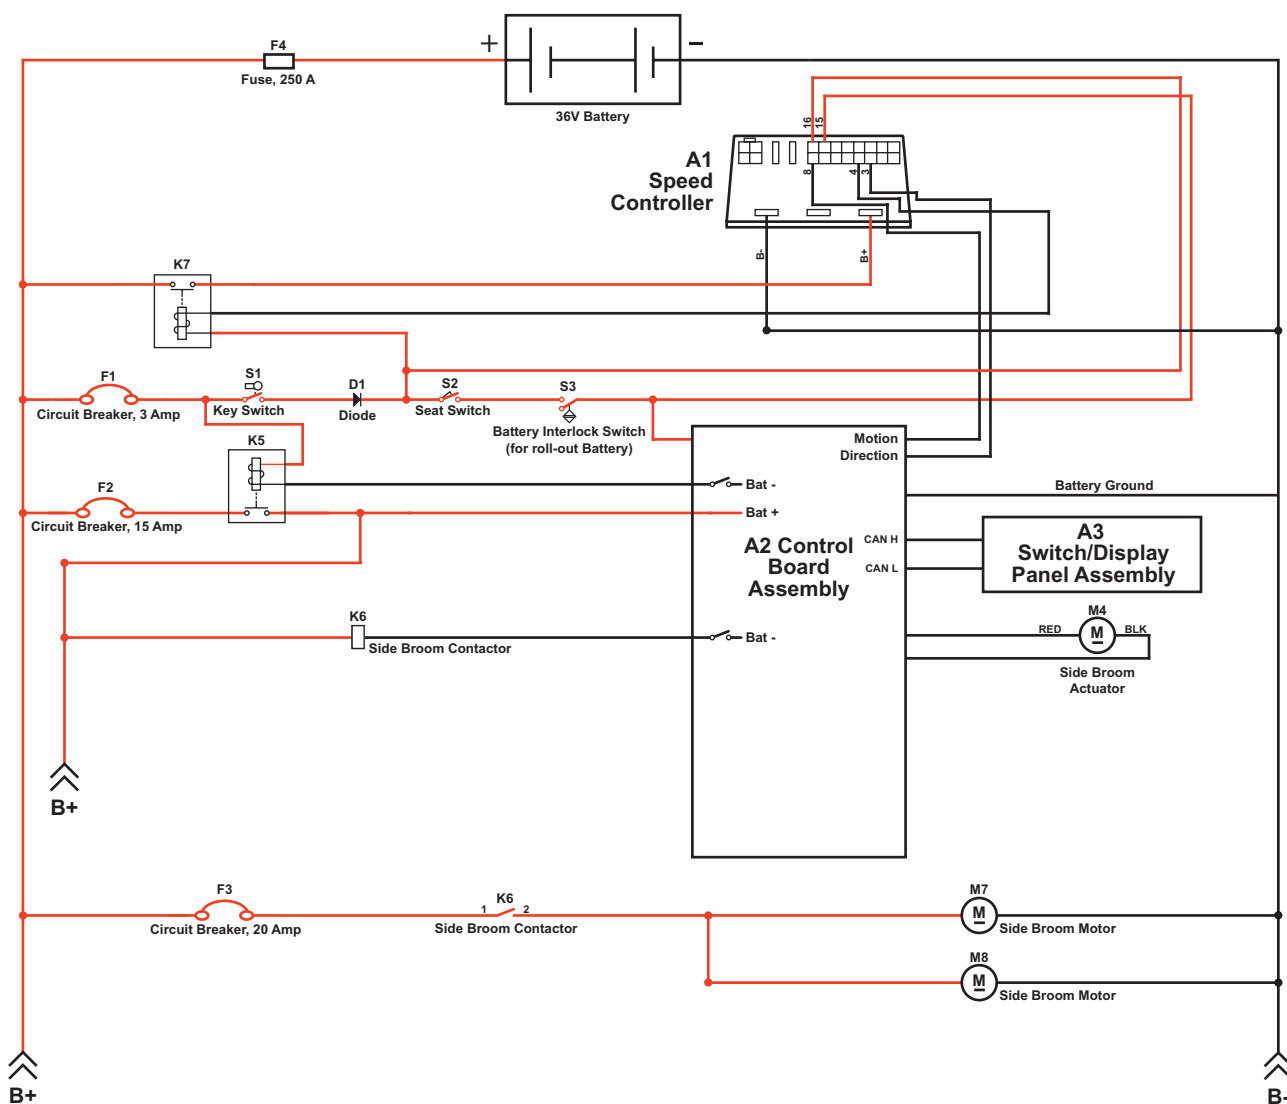 F4
Fuse, 250 A
+
–
36V Battery
16
15
A1
Speed
Controller
8
4
3
B-
B+
K7
F1
Circuit Breaker, 3 Amp
S1
Key Switch
D1
Diode
S2
Seat Switch
S3
Battery Interlock Switch
(for roll-out Battery)
K5
F2
Circuit Breaker, 15 Amp
Motion
Direction
Bat -
Bat +
Battery Ground
A2 Control
Board
Assembly
CAN H
CAN L
A3
Switch/Display
Panel Assembly
K6
Side Broom Contactor
Bat -
M4
RED
M
BLK
Side Broom
Actuator
B+
F3
Circuit Breaker, 20 Amp
K6
1
2
Side Broom Contactor
M7
M
Side Broom Motor
M8
M
Side Broom Motor
B+
B-